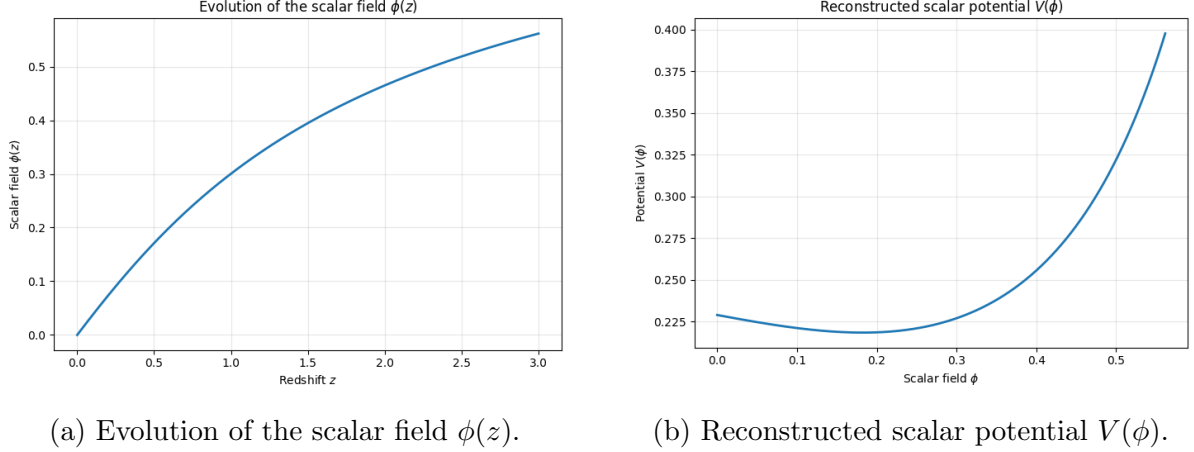 Evolution of the scalar field ϕ(z)
Scalar field ϕ(z)
0.5
0.4
0.3
0.2
0.1
0.0
0.0 0.5 1.0 1.5 2.0 2.5 3.0
Redshift z
(a) Evolution of the scalar field ϕ(z).
Reconstructed scalar potential V(ϕ)
Potential V(ϕ)
0.400
0.375
0.350
0.325
0.300
0.275
0.250
0.225
0.0 0.1 0.2 0.3 0.4 0.5
Scalar field ϕ
(b) Reconstructed scalar potential V(ϕ).